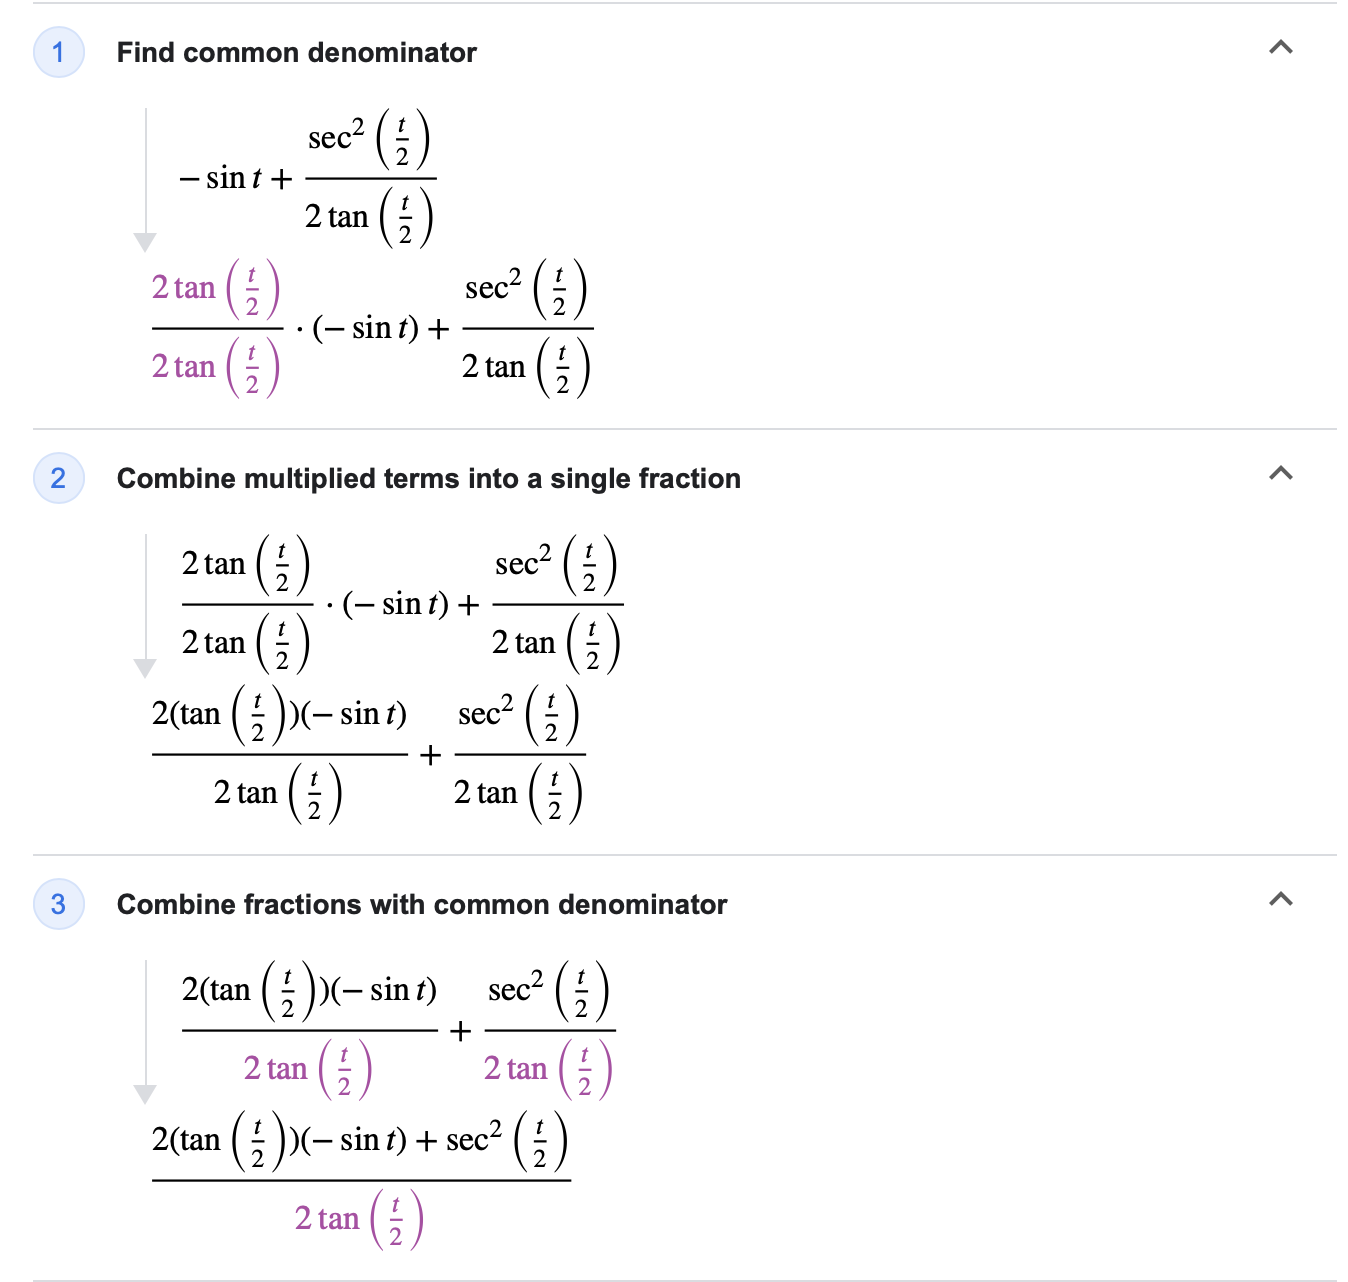 1 Find common denominator
$-\sin t + \frac{\sec^2\left(\frac{t}{2}\right)}{2\tan\left(\frac{t}{2}\right)}$
$\frac{2\tan\left(\frac{t}{2}\right)}{2\tan\left(\frac{t}{2}\right)} \cdot (-\sin t) + \frac{\sec^2\left(\frac{t}{2}\right)}{2\tan\left(\frac{t}{2}\right)}$
2 Combine multiplied terms into a single fraction
$\frac{2\tan\left(\frac{t}{2}\right)}{2\tan\left(\frac{t}{2}\right)} \cdot (-\sin t) + \frac{\sec^2\left(\frac{t}{2}\right)}{2\tan\left(\frac{t}{2}\right)}$
$\frac{2(\tan\left(\frac{t}{2}\right))(-\sin t)}{2\tan\left(\frac{t}{2}\right)} + \frac{\sec^2\left(\frac{t}{2}\right)}{2\tan\left(\frac{t}{2}\right)}$
3 Combine fractions with common denominator
$\frac{2(\tan\left(\frac{t}{2}\right))(-\sin t)}{2\tan\left(\frac{t}{2}\right)} + \frac{\sec^2\left(\frac{t}{2}\right)}{2\tan\left(\frac{t}{2}\right)}$
$\frac{2(\tan\left(\frac{t}{2}\right))(-\sin t) + \sec^2\left(\frac{t}{2}\right)}{2\tan\left(\frac{t}{2}\right)}$